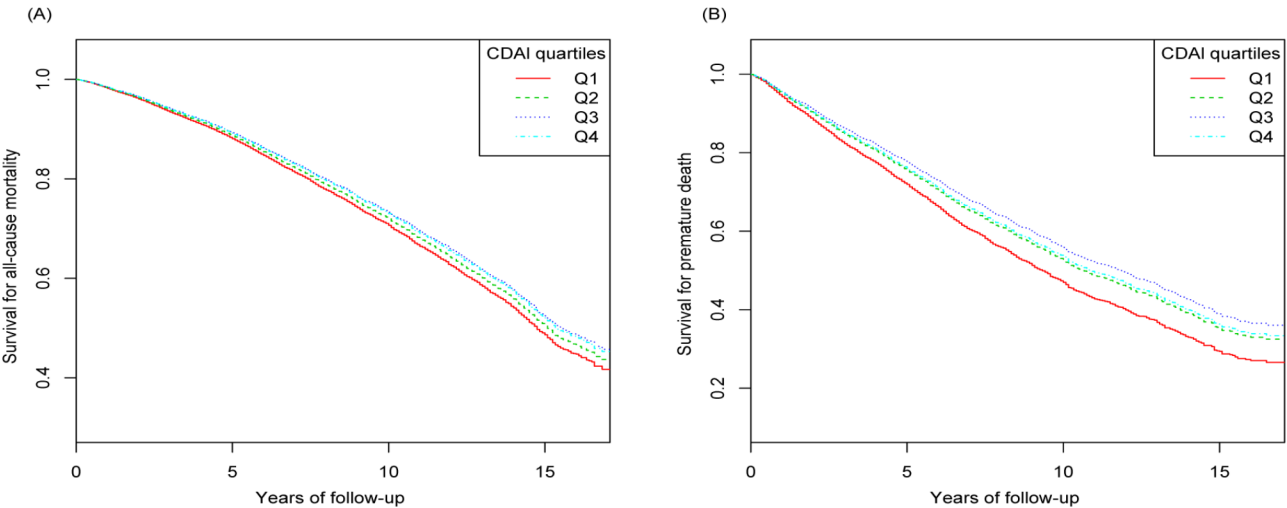 (A)
CDAI quartiles
Q1
Q2
Q3
Q4
Survival for all-cause mortality
1.0
0.8
0.6
0.4
0
5
10
15
Years of follow-up
(B)
CDAI quartiles
Q1
Q2
Q3
Q4
Survival for premature death
1.0
0.8
0.6
0.4
0.2
0
5
10
15
Years of follow-up